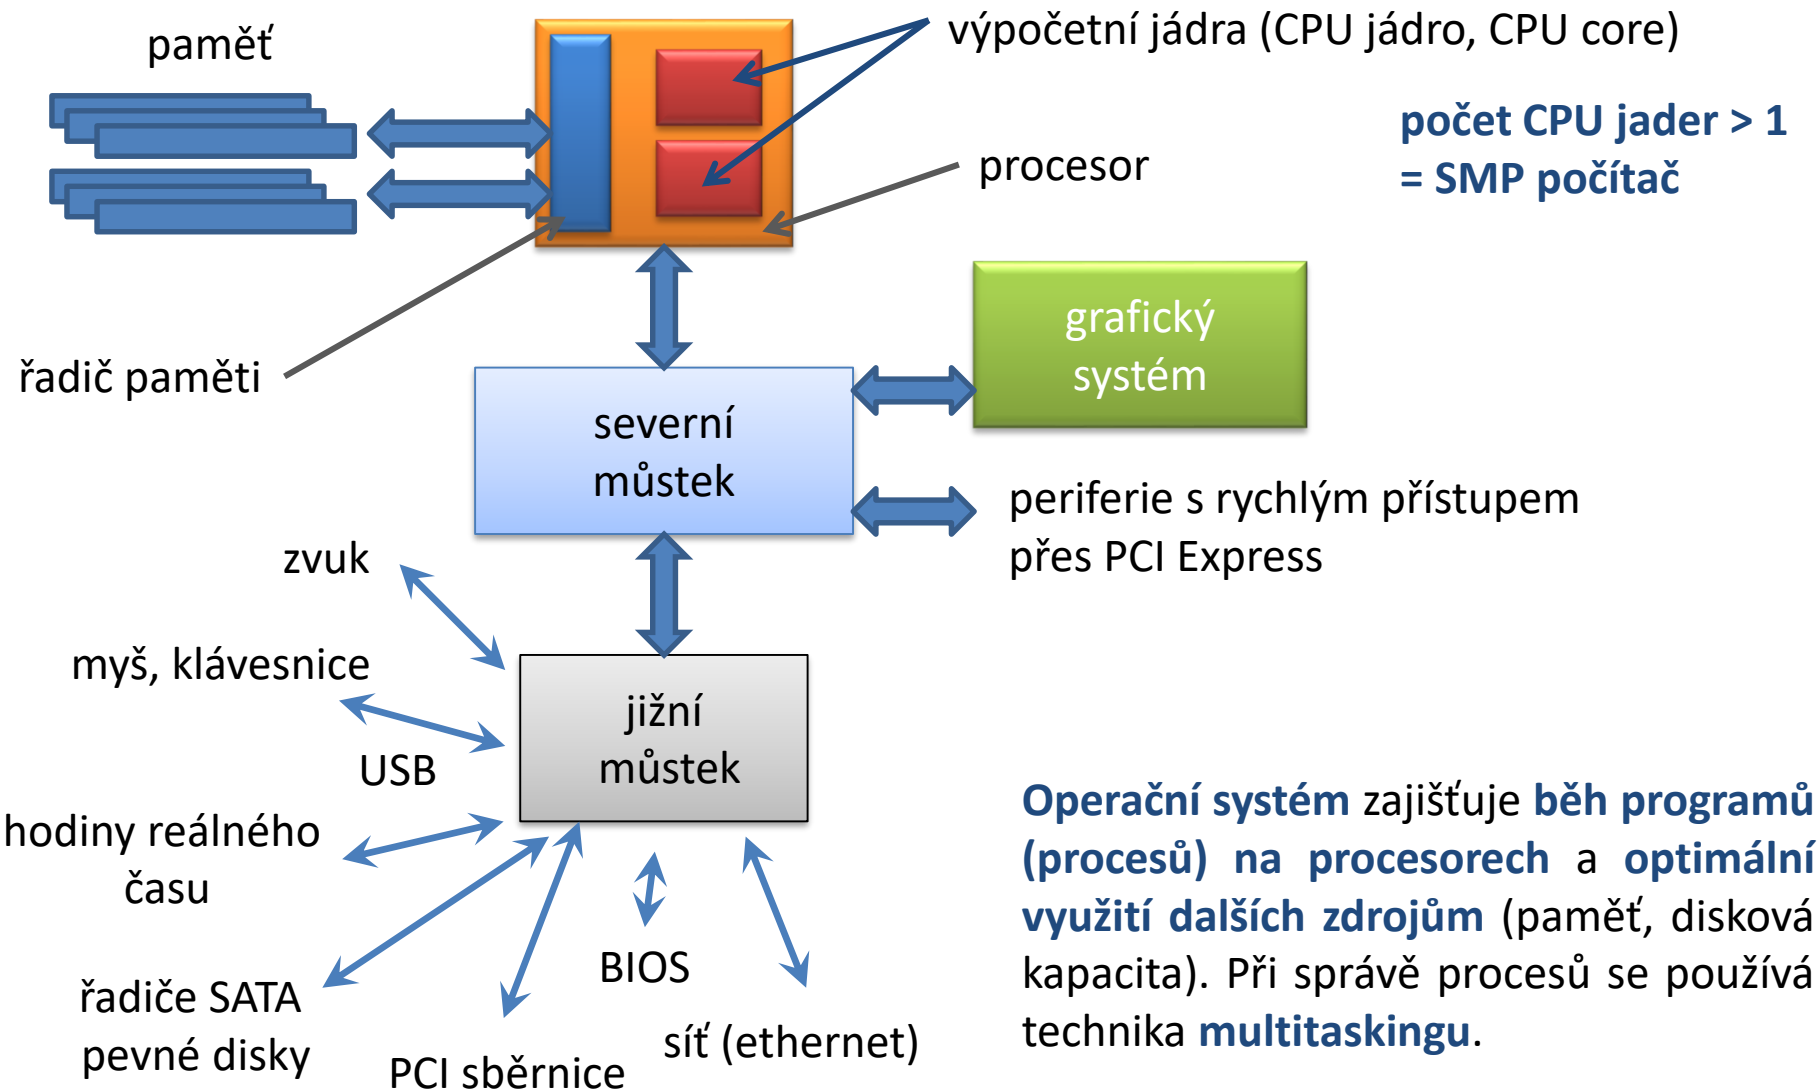 paměť
výpočetní jádra (CPU jádro, CPU core)
počet CPU jader > 1
= SMP počítač
procesor
řadič paměti
grafický
systém
severní
můstek
periferie s rychlým přístupem
přes PCI Express
zvuk
myš, klávesnice
USB
jižní
můstek
hodiny reálného
času
řadiče SATA
pevné disky
PCI sběrnice
BIOS
síť (ethernet)
Operační systém zajišťuje běh programů
(procesů) na procesorech a optimální
využití dalších zdrojům (paměť, disková
kapacita). Při správě procesů se používá
technika multitaskingu.